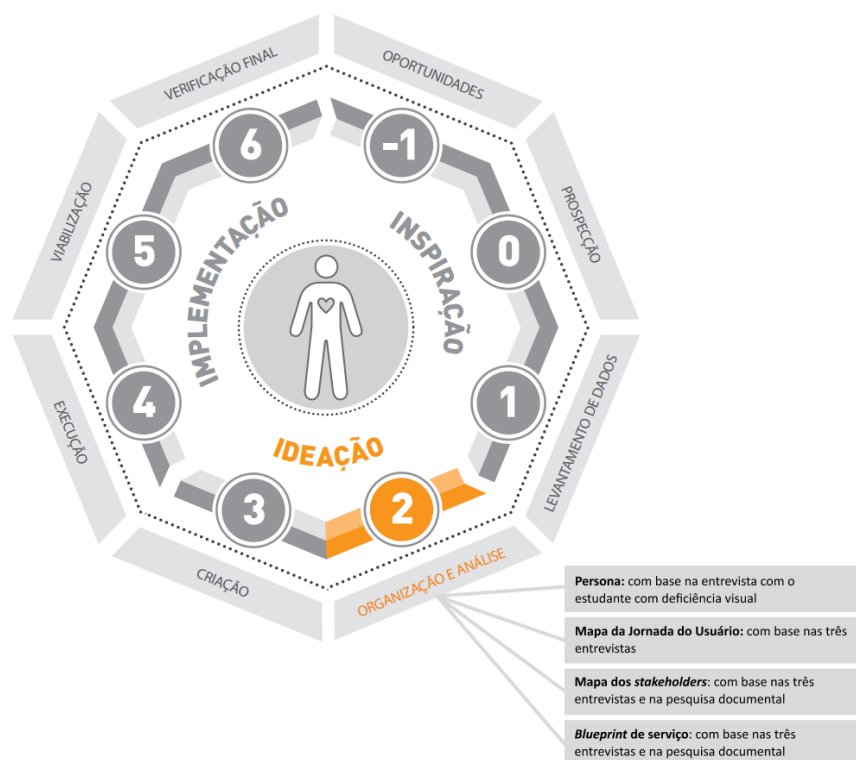 VERIFICAÇÃO FINAL
OPORTUNIDADES
6
-1
VIABILIZAÇÃO
PROSPECÇÃO
5
0
IMPLEMENTAÇÃO
INSPIRAÇÃO
4
1
EXECUÇÃO
LEVANTAMENTO DE DADOS
IDEAÇÃO
3
2
CRIAÇÃO
ORGANIZAÇÃO E ANÁLISE
Persona: com base na entrevista com o
estudante com deficiência visual
Mapa da Jornada do Usuário: com base nas três
entrevistas
Mapa dos stakeholders: com base nas três
entrevistas e na pesquisa documental
Blueprint de serviço: com base nas três
entrevistas e na pesquisa documental